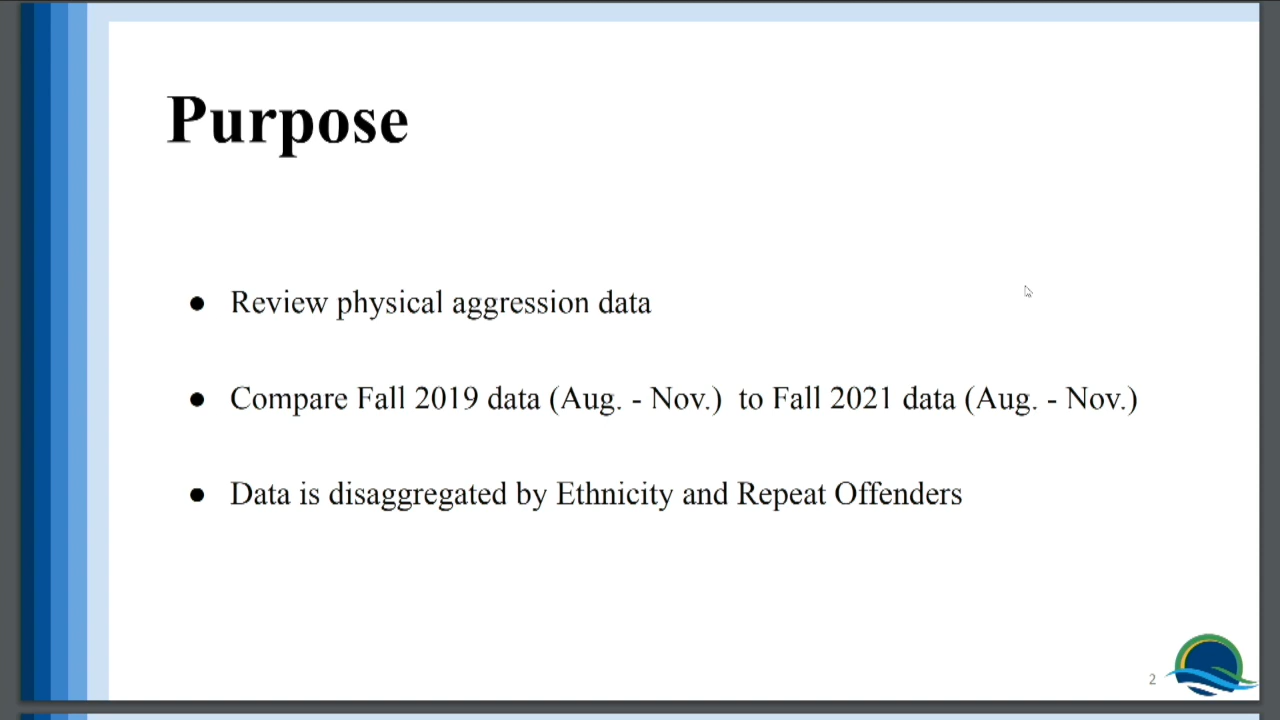 Purpose
● Review physical aggression data
● Compare Fall 2019 data (Aug. - Nov.)  to Fall 2021 data (Aug. - Nov.)
● Data is disaggregated by Ethnicity and Repeat Offenders
2